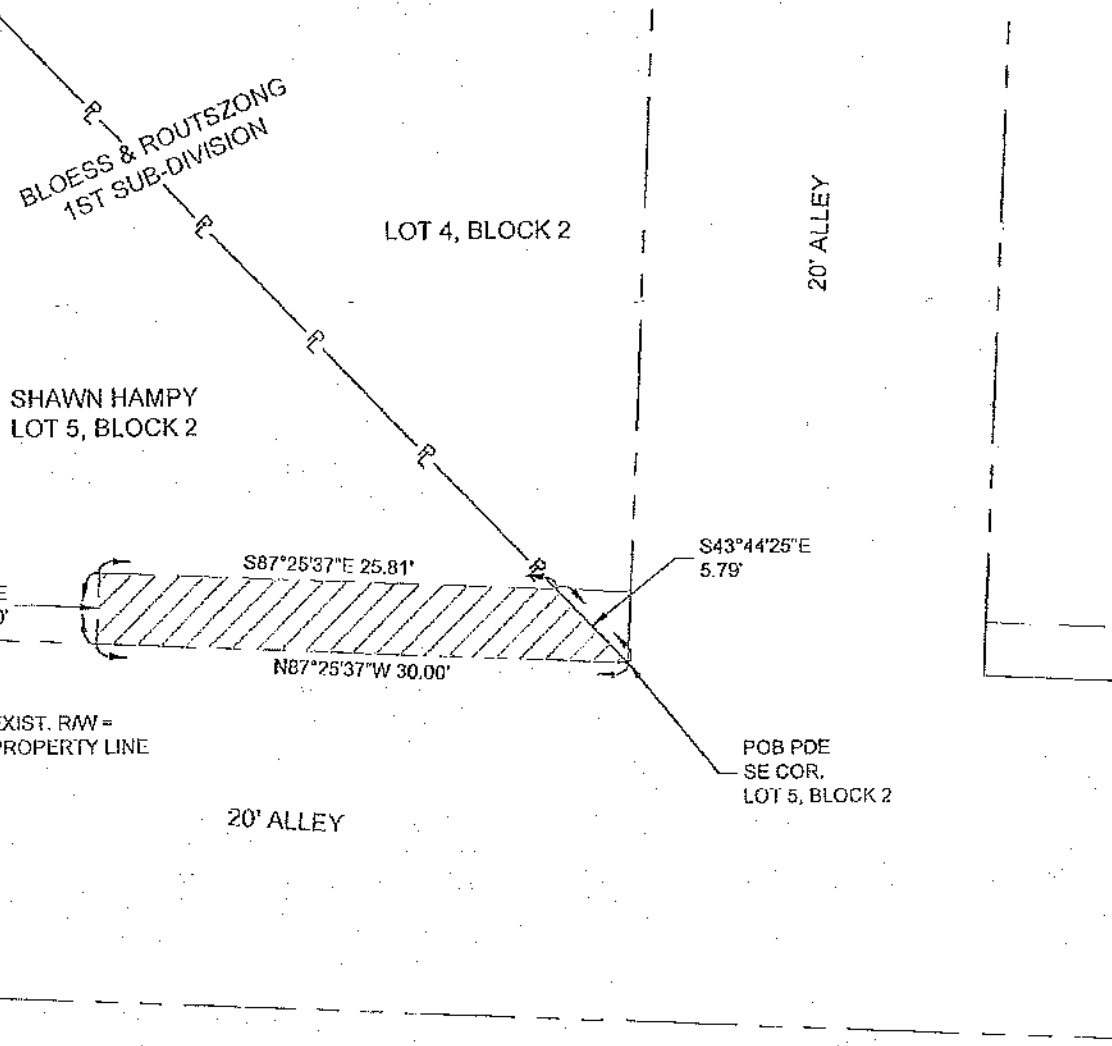 BLOESS & ROUTSZONG
1ST SUB-DIVISION
LOT 4, BLOCK 2
20' ALLEY
SHAWN HAMPY
LOT 5, BLOCK 2
S87°25'37"E 25.81'
S43°44'25"E
5.79'
E
0'
N87°25'37"W 30.00'
EXIST. R/W =
PROPERTY LINE
POB PDE
SE COR.
LOT 5, BLOCK 2
20' ALLEY